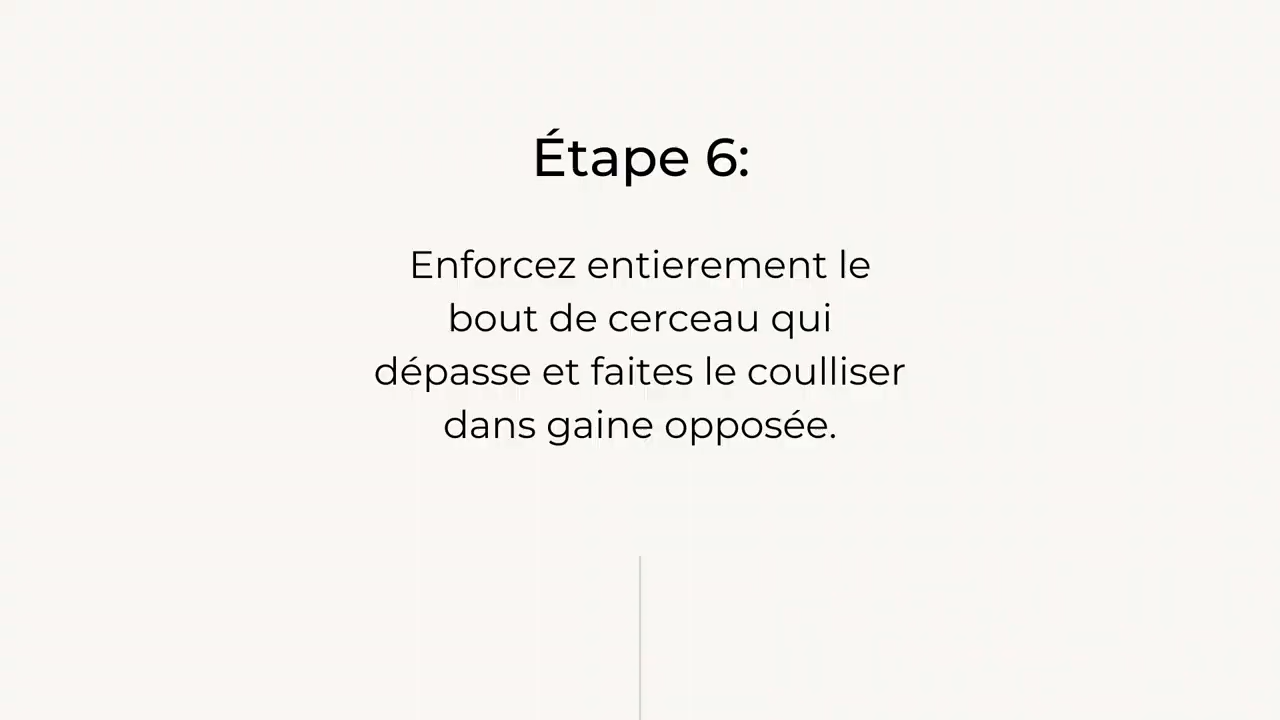 Étape 6:
Enforcez entierement le
bout de cerceau qui
dépasse et faites le coulliser
dans gaine opposée.